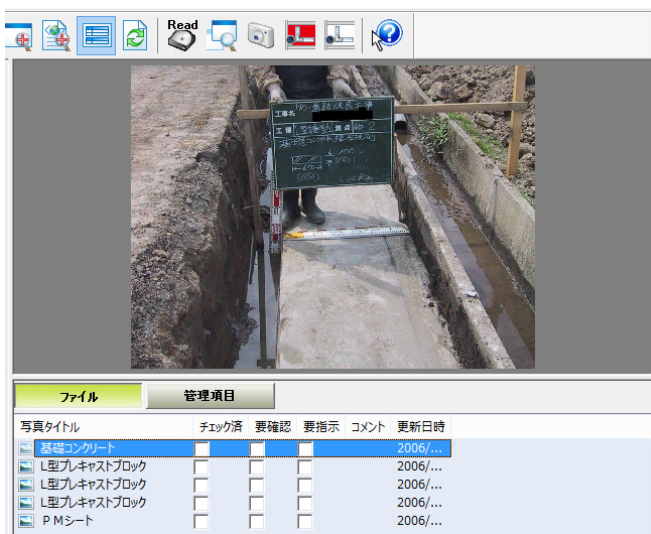 Read
工事名
工種 測点 NO 2
ファイル 管理項目
写真タイトル チェック済 要確認 要指示 コメント 更新日時
基礎コンクリート 2006/...
L型プレキャストブロック 2006/...
L型プレキャストブロック 2006/...
L型プレキャストブロック 2006/...
PMシート 2006/...